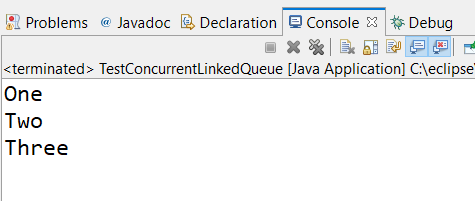 Problems @ Javadoc Declaration Console Debug
<terminated> TestConcurrentLinkedQueue [Java Application] C:\eclipse\
One
Two
Three